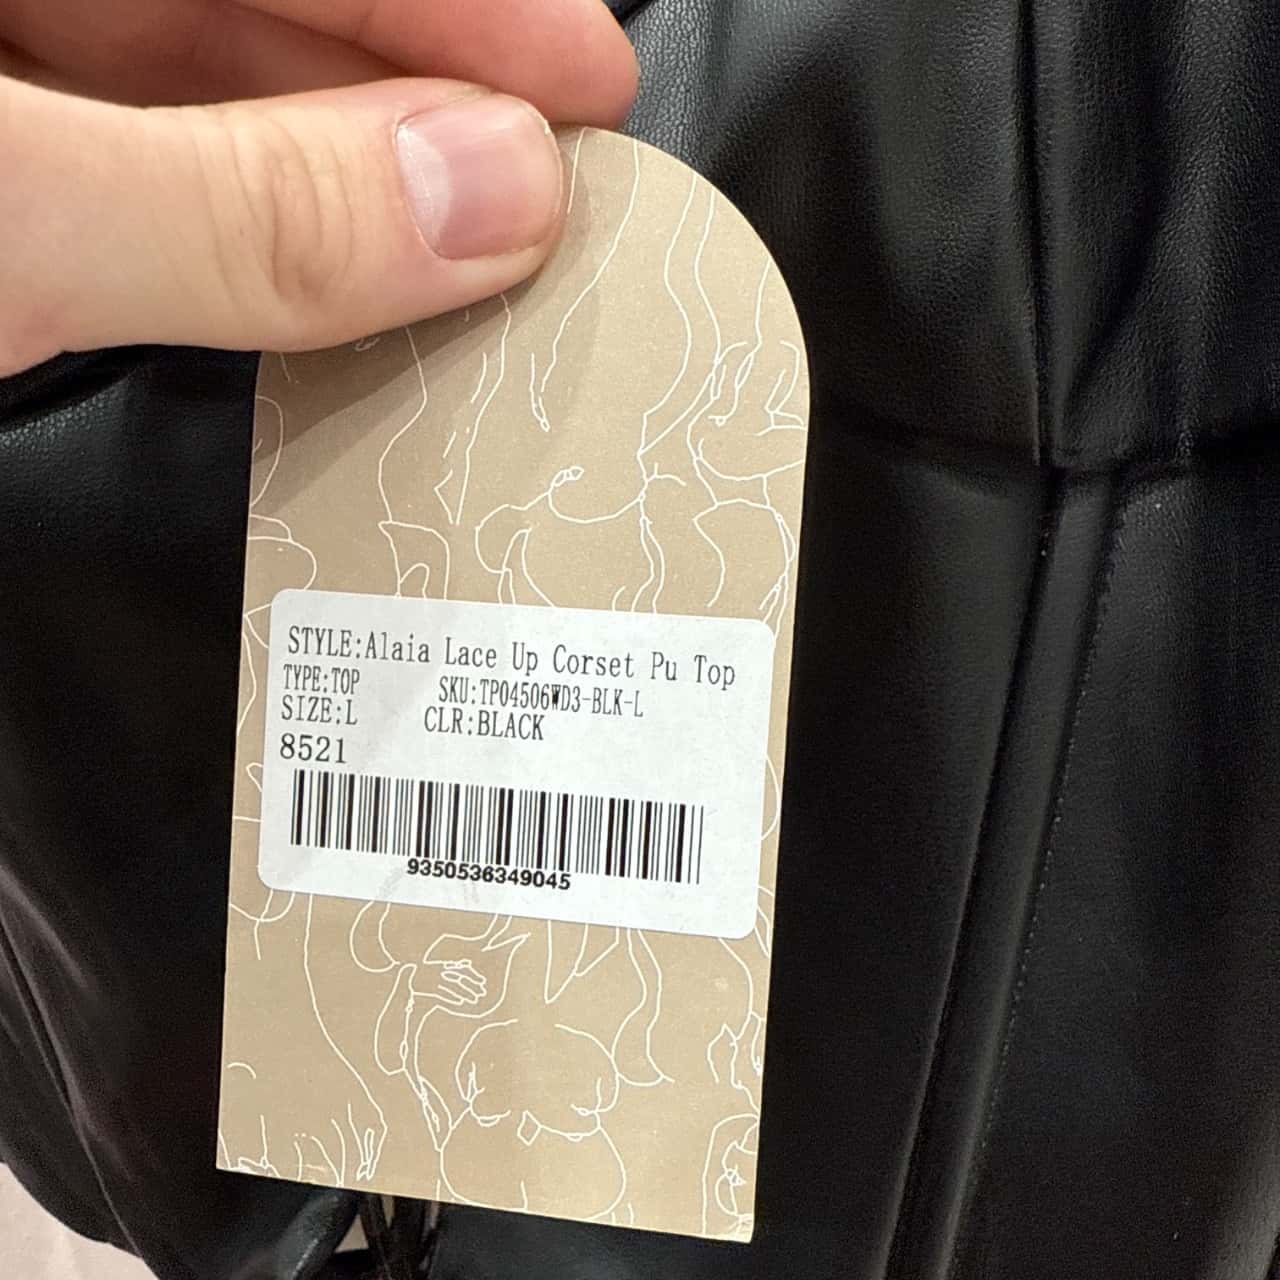 STYLE:Alaia Lace Up Corset Pu Top
TYPE:TOP SKU:TP04506WD3-BLK-L
SIZE:L CLR:BLACK
8521
9350536349045